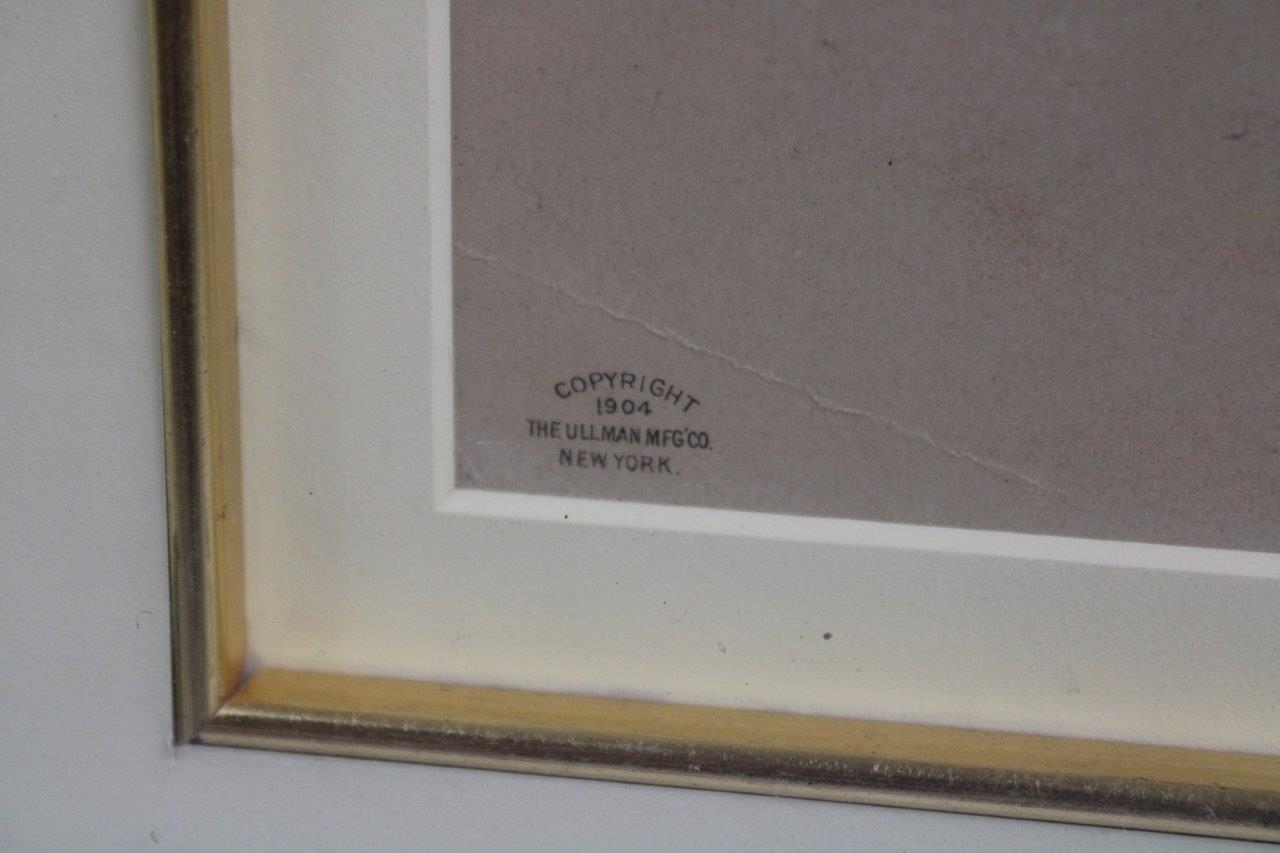 COPYRIGHT
1904
THE ULLMAN MFG'CO.
NEW YORK.